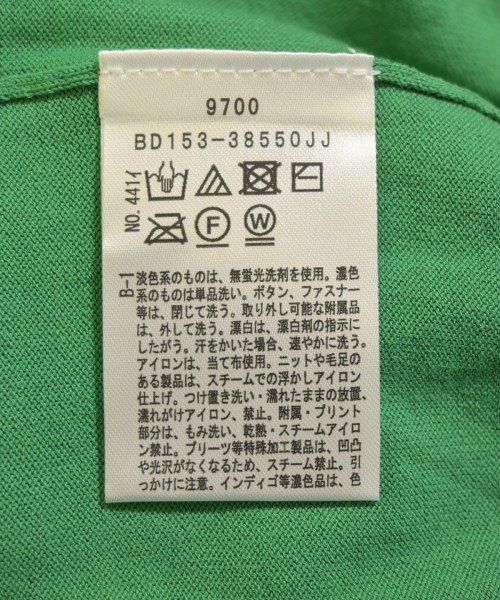 9700
BD153-38550JJ
NO. 441イ
F W
B-1
淡色系のものは、無蛍光洗剤を使用。濃色
系のものは単品洗い。ボタン、ファスナー
等は、閉じて洗う。取り外し可能な附属品
は、外して洗う。漂白は、漂白剤の指示に
したがう。汗をかいた場合、速やかに洗う。
アイロンは、当て布使用。ニットや毛足の
ある製品は、スチームでの浮かしアイロン
仕上げ。つけ置き洗い・濡れたままの放置、
濡れがけアイロン、禁止。附属・プリント
部分は、もみ洗い、乾熱・スチームアイロ
ン禁止。プリーツ等特殊加工製品は、凹凸
や光沢がなくなるため、スチーム禁止。引
っかけに注意。インディゴ等濃色品は、色